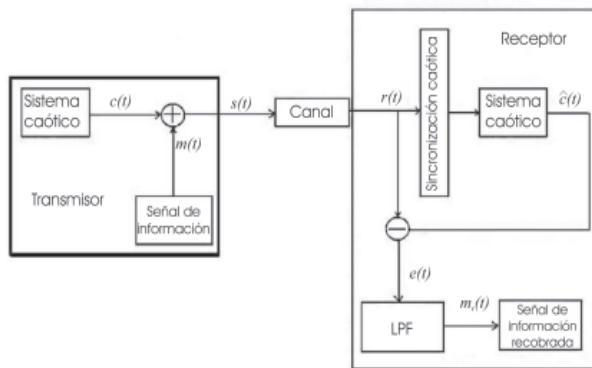 Receptor
Sistema
caótico
c(t)
s(t)
Canal
r(t)
Sincronización caótica
Sistema
caótico
ĉ(t)
m(t)
Transmisor
Señal de
información
e(t)
LPF
mᵣ(t)
Señal de
información
recobrada